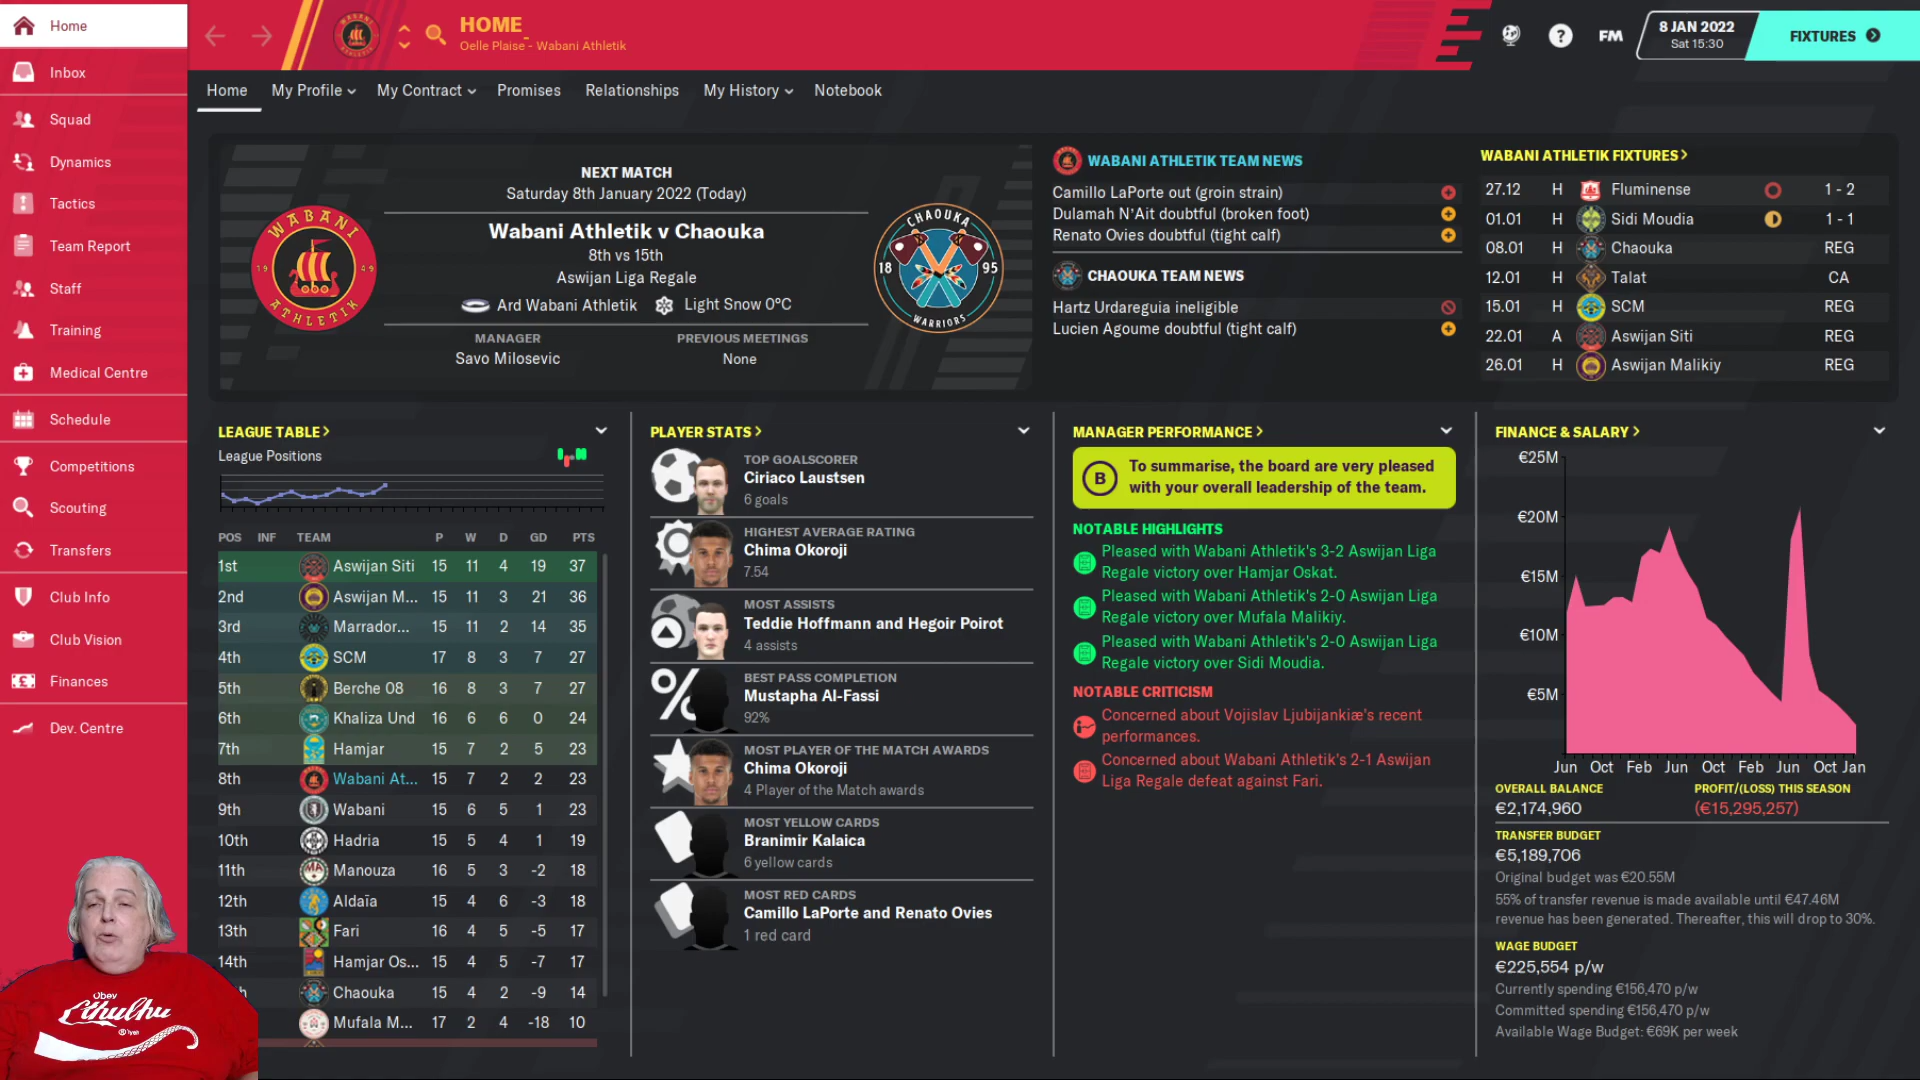 Home
Inbox
Squad
Dynamics
Tactics
Team Report
Staff
Training
Medical Centre
Schedule
Competitions
Scouting
Transfers
Club Info
Club Vision
Finances
Dev. Centre
HOME
Oelle Plaise - Wabani Athletik
?
FM
8 JAN 2022
Sat 15:30
FIXTURES
Home
My Profile
My Contract
Promises
Relationships
My History
Notebook
WABANI
19 49
ATHLETIK
NEXT MATCH
Saturday 8th January 2022 (Today)
Wabani Athletik v Chaouka
8th vs 15th
Aswijan Liga Regale
Ard Wabani Athletik
Light Snow 0°C
MANAGER
Savo Milosevic
PREVIOUS MEETINGS
None
CHAOUKA
18 95
WARRIORS
WABANI ATHLETIK TEAM NEWS
Camillo LaPorte out (groin strain)
Dulamah N'Ait doubtful (broken foot)
Renato Ovies doubtful (tight calf)
CHAOUKA TEAM NEWS
Hartz Urdareguia ineligible
Lucien Agoume doubtful (tight calf)
WABANI ATHLETIK FIXTURES
27.12 H Fluminense 1 - 2
01.01 H Sidi Moudia 1 - 1
08.01 H Chaouka REG
12.01 H Talat CA
15.01 H SCM REG
22.01 A Aswijan Siti REG
26.01 H Aswijan Malikiy REG
LEAGUE TABLE
League Positions
POS INF TEAM P W D GD PTS
1st Aswijan Siti 15 11 4 19 37
2nd Aswijan M... 15 11 3 21 36
3rd Marrador... 15 11 2 14 35
4th SCM 17 8 3 7 27
5th Berche 08 16 8 3 7 27
6th Khaliza Und 16 6 6 0 24
7th Hamjar 15 7 2 5 23
8th Wabani At... 15 7 2 2 23
9th Wabani 15 6 5 1 23
10th Hadria 15 5 4 1 19
11th Manouza 16 5 3 -2 18
12th Aldaïa 15 4 6 -3 18
13th Fari 16 4 5 -5 17
14th Hamjar Os... 15 4 5 -7 17
Chaouka 15 4 2 -9 14
Mufala M... 17 2 4 -18 10
PLAYER STATS
TOP GOALSCORER
Ciriaco Laustsen
6 goals
HIGHEST AVERAGE RATING
Chima Okoroji
7.54
MOST ASSISTS
Teddie Hoffmann and Hegoir Poirot
4 assists
BEST PASS COMPLETION
Mustapha Al-Fassi
92%
MOST PLAYER OF THE MATCH AWARDS
Chima Okoroji
4 Player of the Match awards
MOST YELLOW CARDS
Branimir Kalaica
6 yellow cards
MOST RED CARDS
Camillo LaPorte and Renato Ovies
1 red card
MANAGER PERFORMANCE
B
To summarise, the board are very pleased
with your overall leadership of the team.
NOTABLE HIGHLIGHTS
Pleased with Wabani Athletik's 3-2 Aswijan Liga
Regale victory over Hamjar Oskat.
Pleased with Wabani Athletik's 2-0 Aswijan Liga
Regale victory over Mufala Malikiy.
Pleased with Wabani Athletik's 2-0 Aswijan Liga
Regale victory over Sidi Moudia.
NOTABLE CRITICISM
Concerned about Vojislav Ljubijankiæ's recent
performances.
Concerned about Wabani Athletik's 2-1 Aswijan
Liga Regale defeat against Fari.
FINANCE & SALARY
€25M
€20M
€15M
€10M
€5M
Jun Oct Feb Jun Oct Feb Jun Oct Jan
OVERALL BALANCE
€2,174,960
PROFIT/(LOSS) THIS SEASON
(€15,295,257)
TRANSFER BUDGET
€5,189,706
Original budget was €20.55M
55% of transfer revenue is made available until €47.46M
revenue has been generated. Thereafter, this will drop to 30%.
WAGE BUDGET
€225,554 p/w
Currently spending €156,470 p/w
Committed spending €156,470 p/w
Available Wage Budget: €69K per week
Obey
Cthulhu